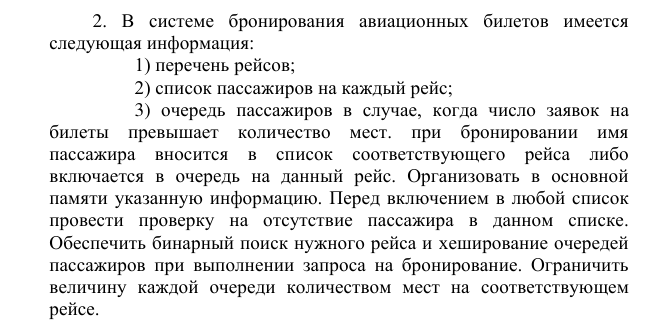 2. В системе бронирования авиационных билетов имеется
следующая информация:
1) перечень рейсов;
2) список пассажиров на каждый рейс;
3) очередь пассажиров в случае, когда число заявок на
билеты превышает количество мест. при бронировании имя
пассажира вносится в список соответствующего рейса либо
включается в очередь на данный рейс. Организовать в основной
памяти указанную информацию. Перед включением в любой список
провести проверку на отсутствие пассажира в данном списке.
Обеспечить бинарный поиск нужного рейса и хеширование очередей
пассажиров при выполнении запроса на бронирование. Ограничить
величину каждой очереди количеством мест на соответствующем
рейсе.